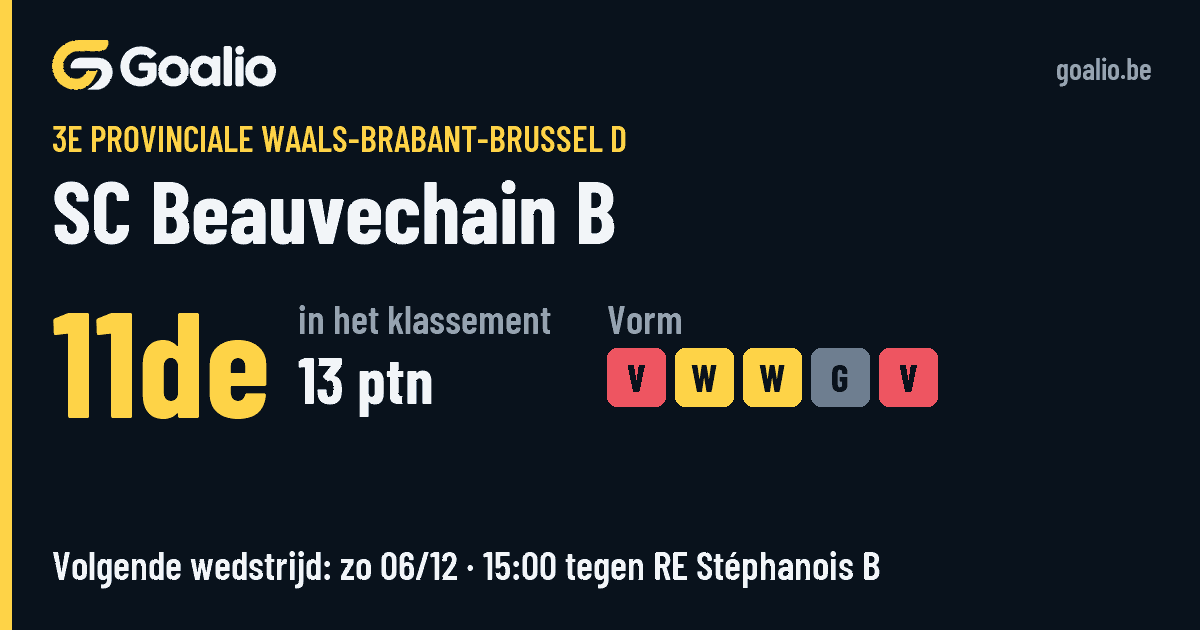 Goalio
goalio.be
3E PROVINCIALE WAALS-BRABANT-BRUSSEL D
SC Beauvechain B
11de
in het klassement
13 ptn
Vorm
V W W G V
Volgende wedstrijd: zo 06/12 · 15:00 tegen RE Stéphanois B